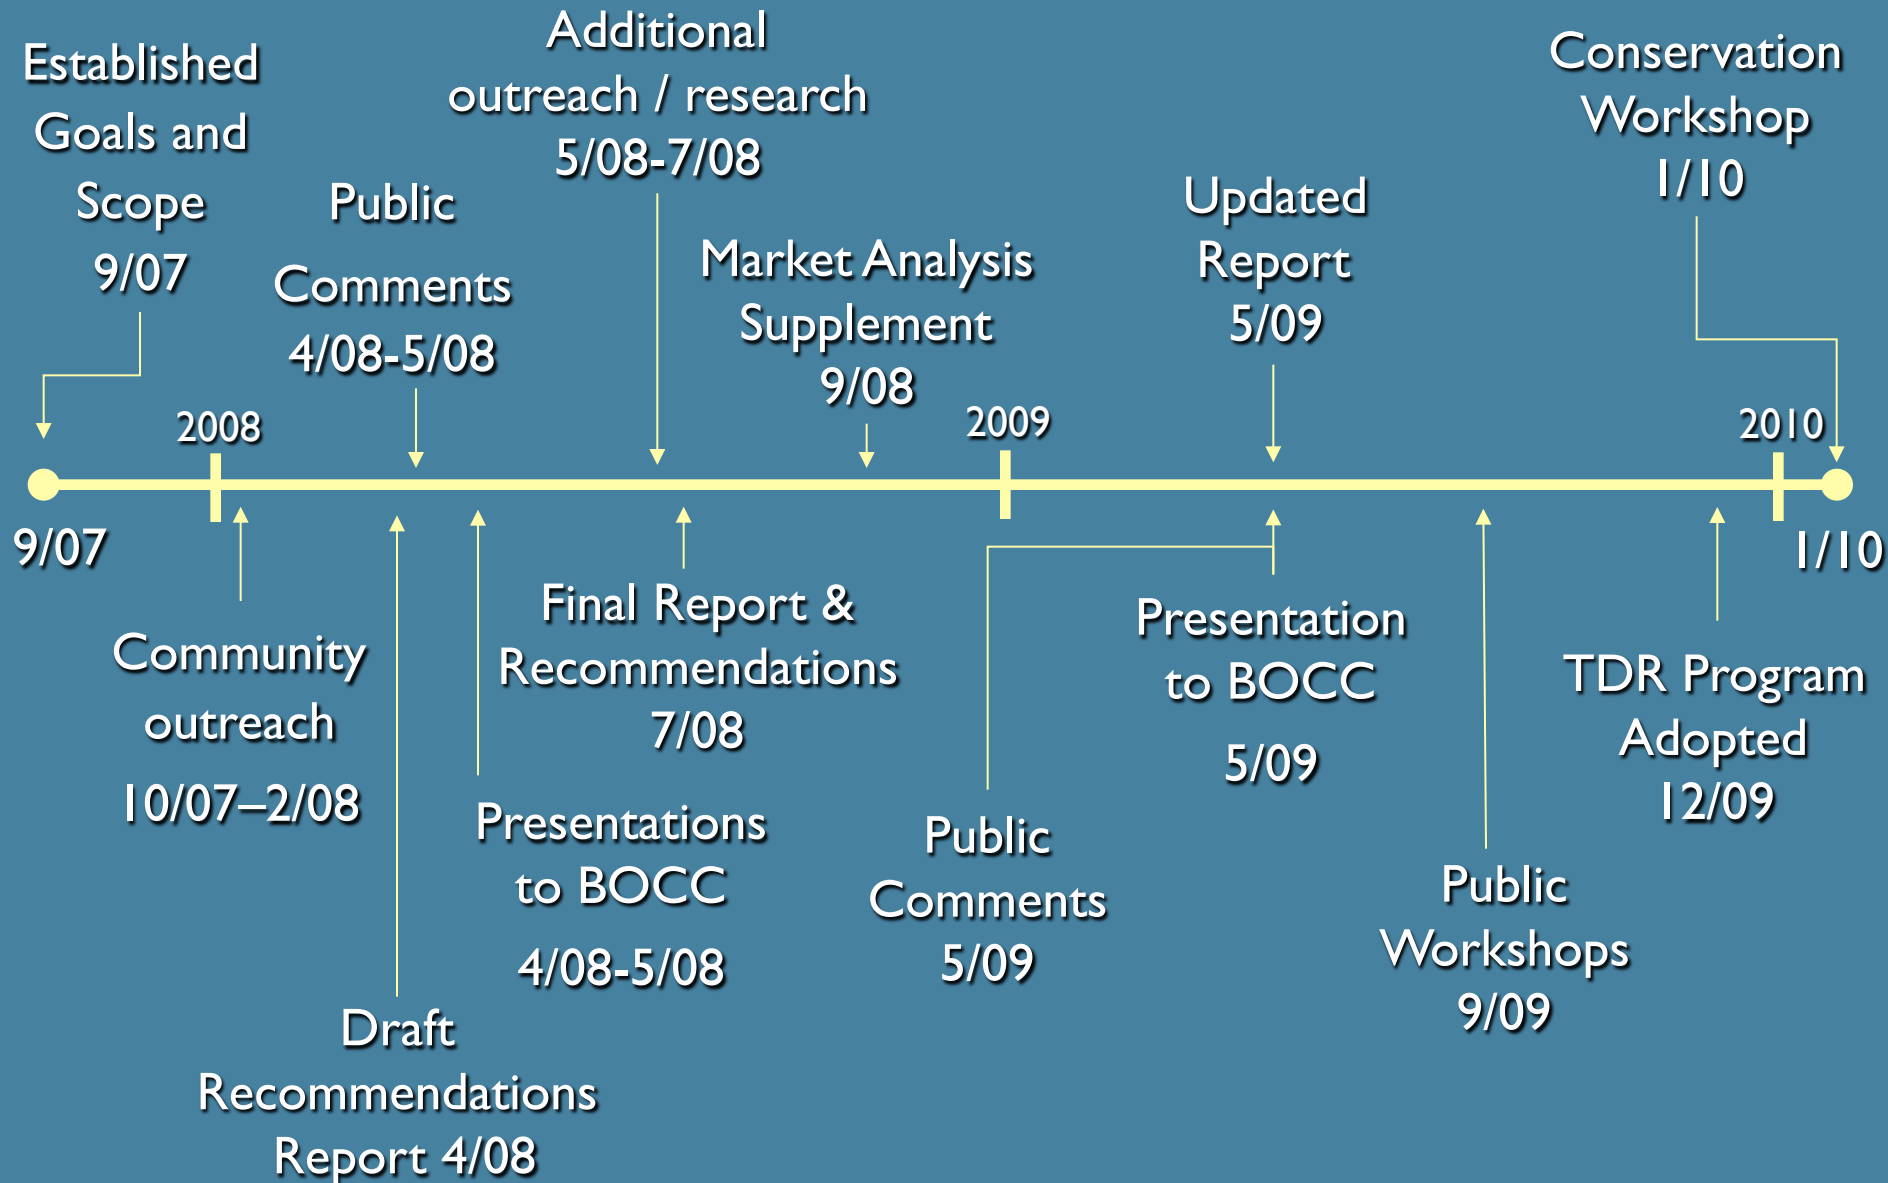 Established
Goals and
Scope
9/07
Public
Comments
4/08-5/08
Additional
outreach / research
5/08-7/08
Market Analysis
Supplement
9/08
Updated
Report
5/09
Conservation
Workshop
1/10
2008
2009
2010
9/07
1/10
Community
outreach
10/07–2/08
Draft
Recommendations
Report 4/08
Presentations
to BOCC
4/08-5/08
Final Report &
Recommendations
7/08
Public
Comments
5/09
Presentation
to BOCC
5/09
Public
Workshops
9/09
TDR Program
Adopted
12/09